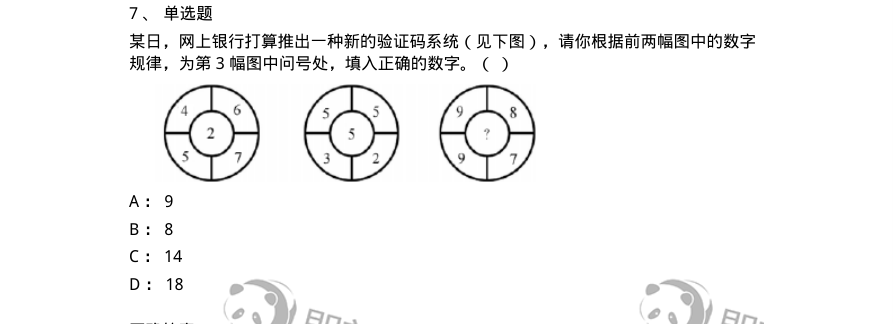 7 、 单选题
某日，网上银行打算推出一种新的验证码系统（见下图），请你根据前两幅图中的数字
规律，为第 3 幅图中问号处，填入正确的数字。（ ）
4 6 5 5 9 8
2 5 ?
5 7 3 2 9 7
A ： 9
B ： 8
C ： 14
D ： 18